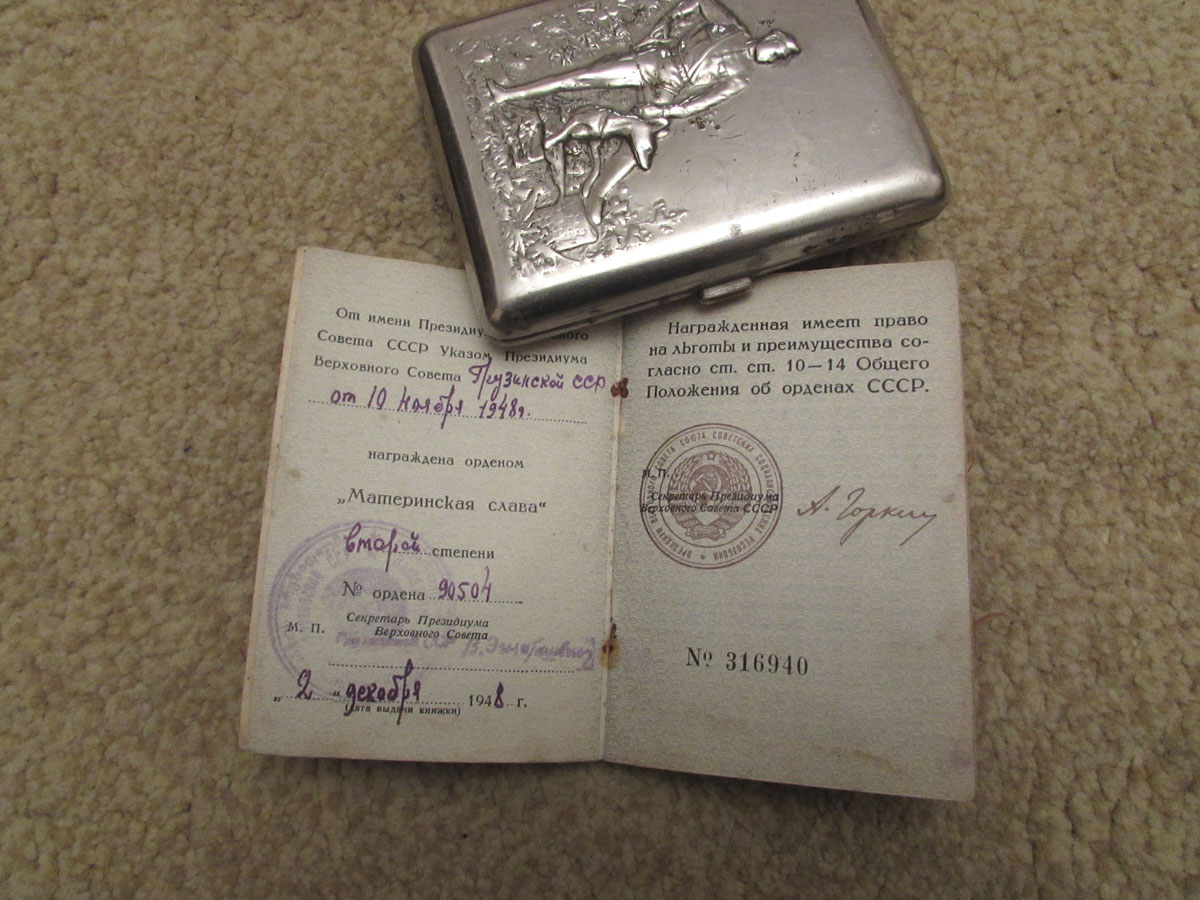 От имени Президиу
Совета СССР Указом Президиума
Верховного Совета Грузинской ССР
от 10 ноября 1948г.
награждена орденом
„Материнская слава“
второй степени
№ ордена 90504
М. П.
Секретарь Президиума
Верховного Совета
„ 2 “ декабря 1948 г.
(дата выдачи книжки)
Награжденная имеет право
на льготы и преимущества со-
гласно ст. ст. 10—14 Общего
Положения об орденах СССР.
М. П.
Секретарь Президиума
Верховного Совета СССР
А. Горкин
№ 316940